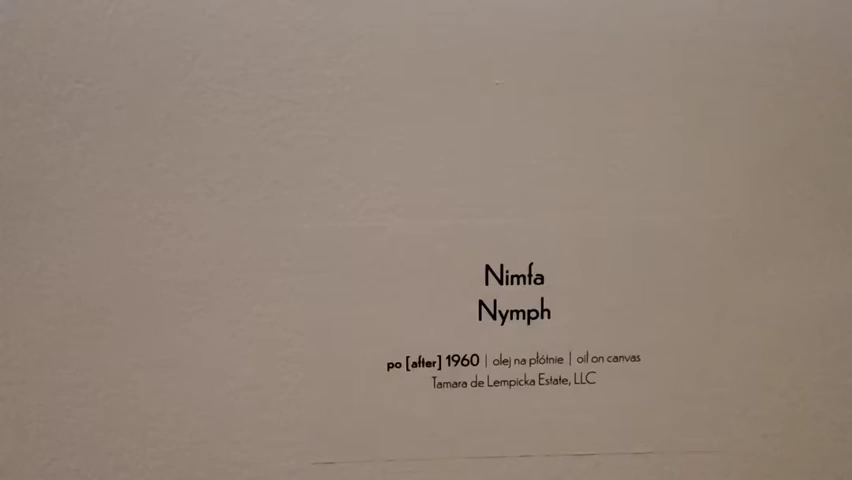 Nimfa
Nymph
po [after] 1960 | olej na płótnie | oil on canvas
Tamara de Lempicka Estate, LLC